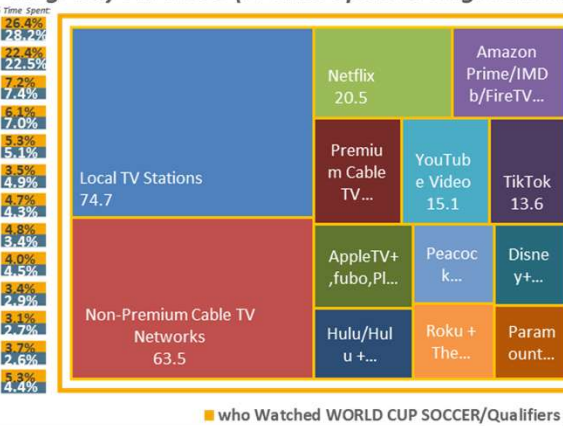 Time Spent:
26.4%
28.2%
22.4%
22.5%
7.2%
7.4%
6.1%
7.0%
5.3%
5.1%
3.5%
4.9%
4.7%
4.3%
4.8%
3.4%
4.0%
4.5%
3.4%
2.9%
3.1%
2.7%
3.7%
2.6%
5.3%
4.4%
Local TV Stations
74.7
Non-Premium Cable TV
Networks
63.5
Netflix
20.5
Amazon
Prime/IMD
b/FireTV...
Premiu
m Cable
TV...
YouTub
e Video
15.1
TikTok
13.6
AppleTV+
,fubo,Pl...
Peacoc
k...
Disne
y+...
Hulu/Hul
u +...
Roku +
The...
Param
ount...
who Watched WORLD CUP SOCCER/Qualifiers